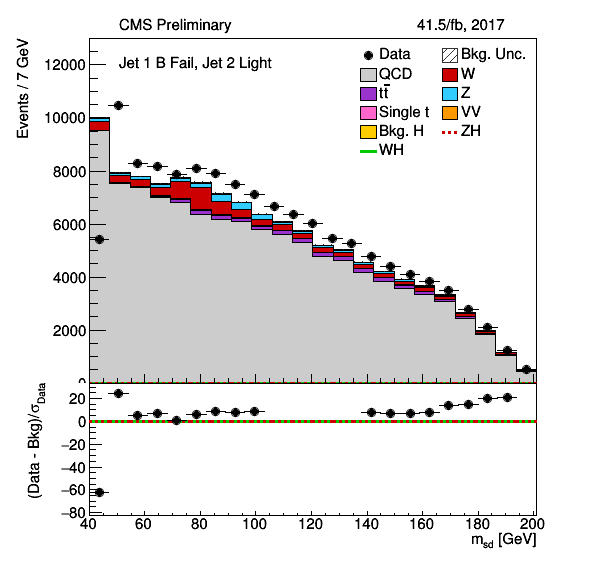 CMS Preliminary 41.5/fb, 2017
Jet 1 B Fail, Jet 2 Light
Data
Bkg. Unc.
QCD
W
tt̅
Z
Single t
VV
Bkg. H
ZH
WH
Events / 7 GeV
12000
10000
8000
6000
4000
2000
0
(Data - Bkg)/σData
20
0
−20
−40
−60
−80
40 60 80 100 120 140 160 180 200
msd [GeV]